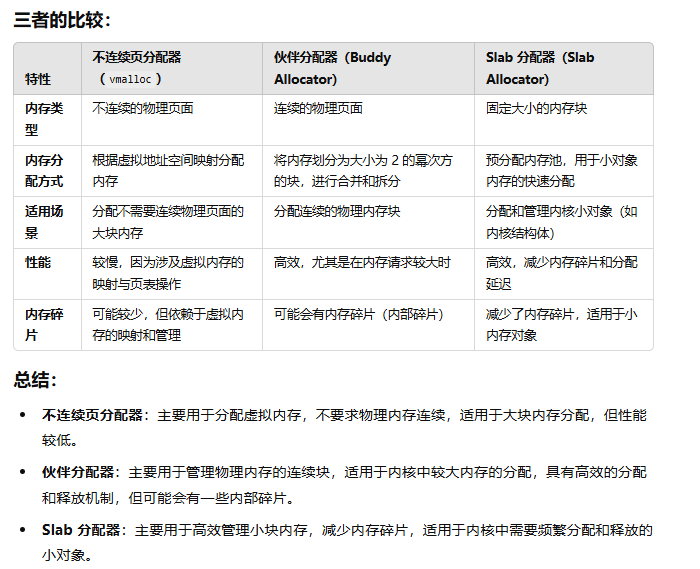 三者的比较：
特性
不连续页分配器
（vmalloc）
伙伴分配器（Buddy
Allocator）
Slab 分配器（Slab
Allocator）
内存类
型
不连续的物理页面
连续的物理页面
固定大小的内存块
内存分
配方式
根据虚拟地址空间映射分配
内存
将内存划分为大小为 2 的幂次方
的块，进行合并和拆分
预分配内存池，用于小对象
内存的快速分配
适用场
景
分配不需要连续物理页面的
大块内存
分配连续的物理内存块
分配和管理内核小对象（如
内核结构体）
性能
较慢，因为涉及虚拟内存的
映射与页表操作
高效，尤其是在内存请求较大时
高效，减少内存碎片和分配
延迟
内存碎
片
可能较少，但依赖于虚拟内
存的映射和管理
可能会有内存碎片（内部碎片）
减少了内存碎片，适用于小
内存对象
总结：
• 不连续页分配器：主要用于分配虚拟内存，不要求物理内存连续，适用于大块内存分配，但性能
较低。
• 伙伴分配器：主要用于管理物理内存的连续块，适用于内核中较大内存的分配，具有高效的分配
和释放机制，但可能会有一些内部碎片。
• Slab 分配器：主要用于高效管理小块内存，减少内存碎片，适用于内核中需要频繁分配和释放的
小对象。